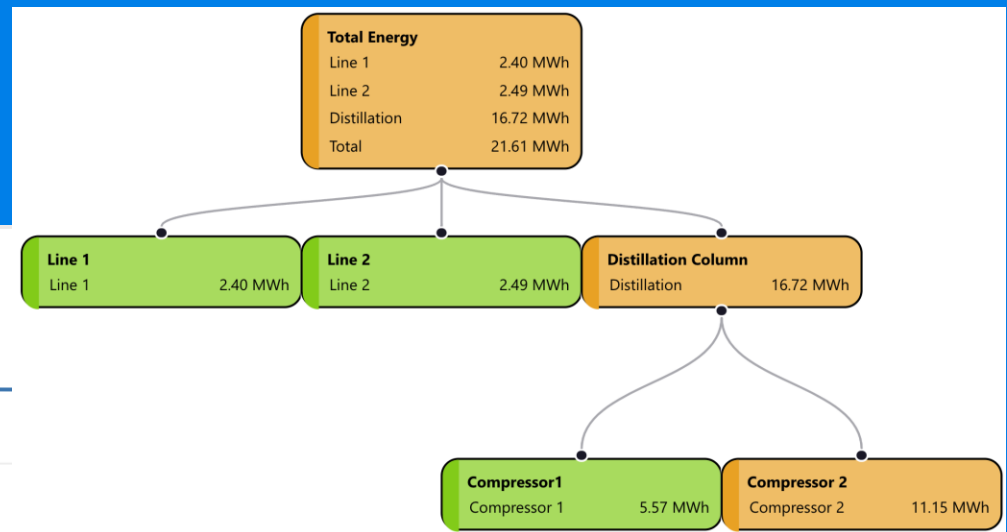 Total Energy
Line 1 2.40 MWh
Line 2 2.49 MWh
Distillation 16.72 MWh
Total 21.61 MWh
Line 1
Line 1 2.40 MWh
Line 2
Line 2 2.49 MWh
Distillation Column
Distillation 16.72 MWh
Compressor1
Compressor 1 5.57 MWh
Compressor 2
Compressor 2 11.15 MWh